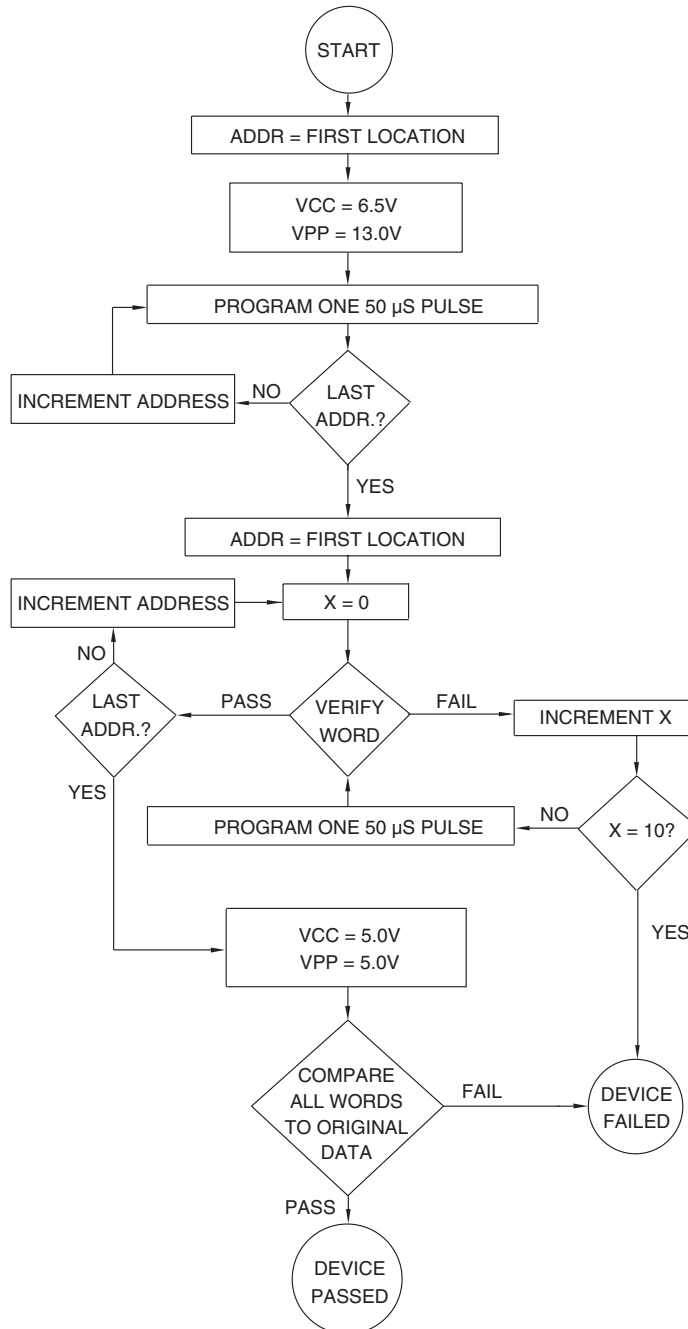 START
ADDR = FIRST LOCATION
VCC = 6.5V
VPP = 13.0V
PROGRAM ONE 50 µS PULSE
INCREMENT ADDRESS
NO
LAST
ADDR.?
YES
ADDR = FIRST LOCATION
INCREMENT ADDRESS
X = 0
NO
LAST
ADDR.?
PASS
VERIFY
WORD
FAIL
INCREMENT X
YES
PROGRAM ONE 50 µS PULSE
NO
X = 10?
YES
VCC = 5.0V
VPP = 5.0V
COMPARE
ALL WORDS
TO ORIGINAL
DATA
FAIL
DEVICE
FAILED
PASS
DEVICE
PASSED